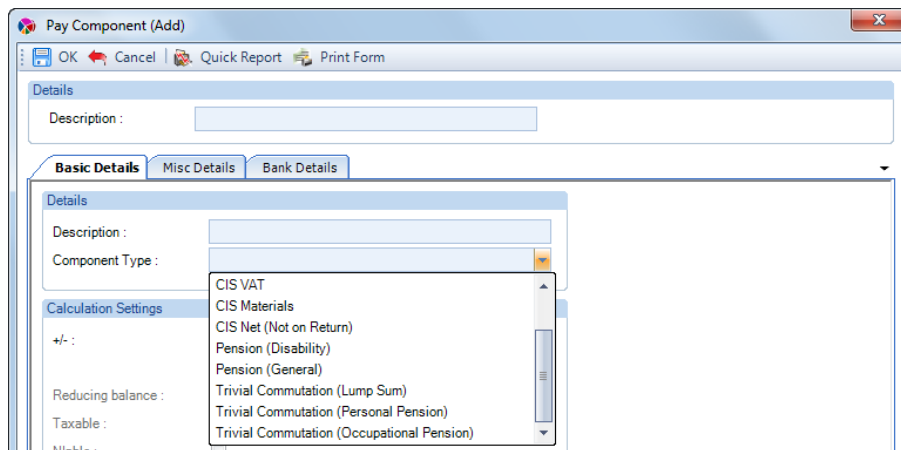 Pay Component (Add)
OK Cancel Quick Report Print Form
Details
Description :
Basic Details Misc Details Bank Details
Details
Description :
Component Type :
CIS VAT
CIS Materials
CIS Net (Not on Return)
Pension (Disability)
Pension (General)
Trivial Commutation (Lump Sum)
Trivial Commutation (Personal Pension)
Trivial Commutation (Occupational Pension)
Calculation Settings
+/- :
Reducing balance :
Taxable :